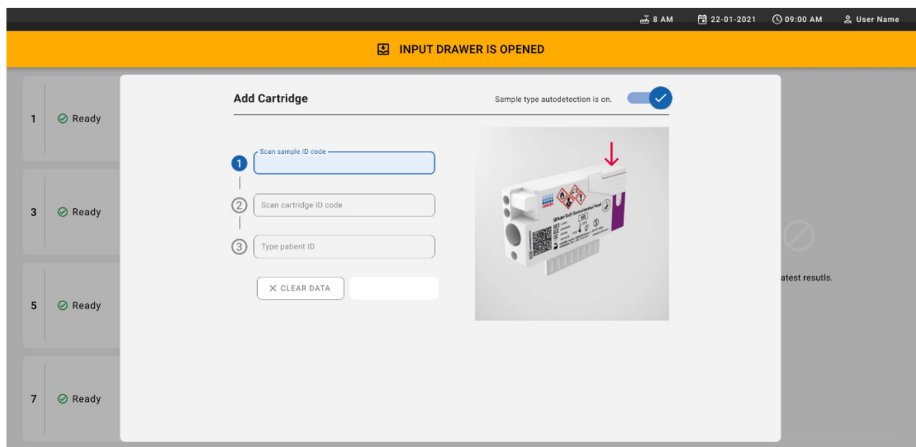 8 AM 22-01-2021 09:00 AM User Name
INPUT DRAWER IS OPENED
Add Cartridge
Sample type autodetection is on.
1 Ready
3 Ready
5 Ready
7 Ready
1 Scan sample ID code
2 Scan cartridge ID code
3 Type patient ID
CLEAR DATA
atest resutls.